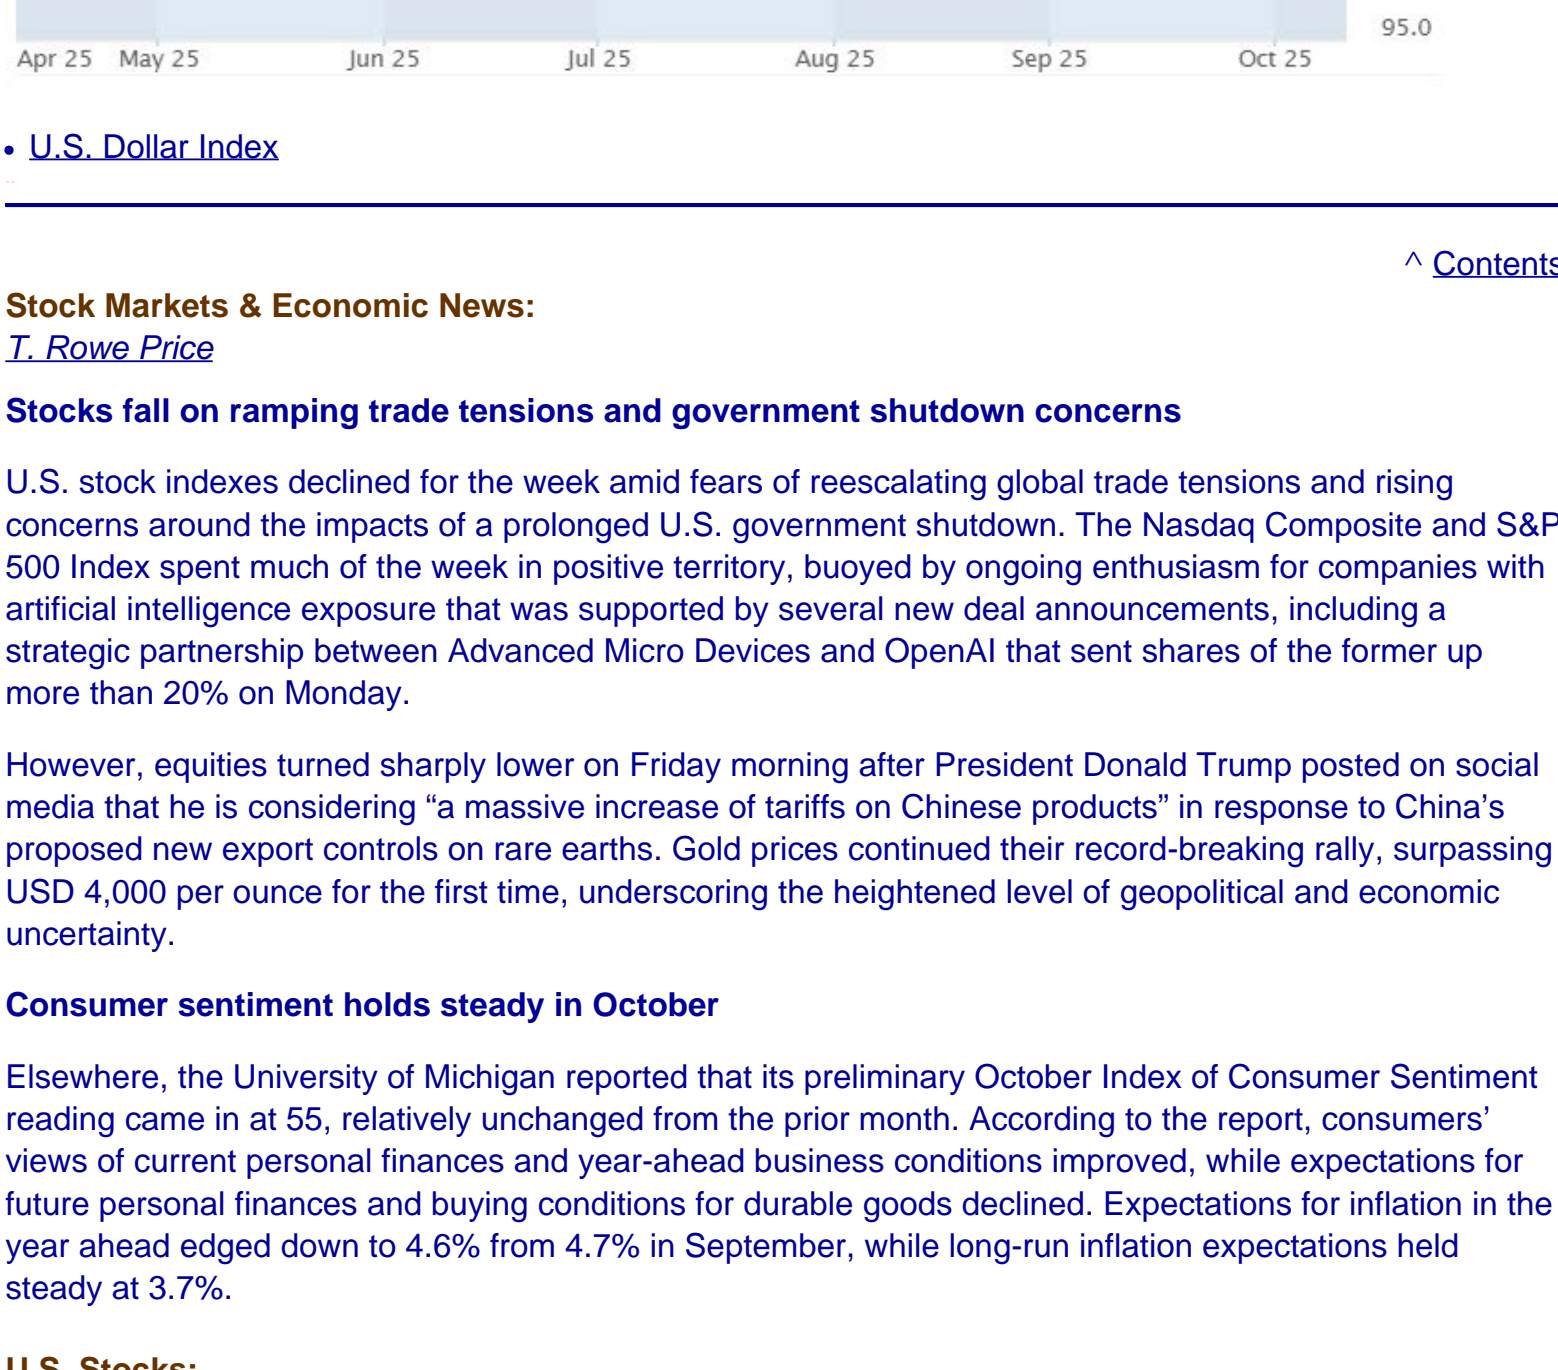 95.0
Apr 25 May 25 Jun 25 Jul 25 Aug 25 Sep 25 Oct 25
• U.S. Dollar Index
^ Contents
Stock Markets & Economic News:
T. Rowe Price
Stocks fall on ramping trade tensions and government shutdown concerns
U.S. stock indexes declined for the week amid fears of reescalating global trade tensions and rising
concerns around the impacts of a prolonged U.S. government shutdown. The Nasdaq Composite and S&P
500 Index spent much of the week in positive territory, buoyed by ongoing enthusiasm for companies with
artificial intelligence exposure that was supported by several new deal announcements, including a
strategic partnership between Advanced Micro Devices and OpenAI that sent shares of the former up
more than 20% on Monday.
However, equities turned sharply lower on Friday morning after President Donald Trump posted on social
media that he is considering “a massive increase of tariffs on Chinese products” in response to China’s
proposed new export controls on rare earths. Gold prices continued their record-breaking rally, surpassing
USD 4,000 per ounce for the first time, underscoring the heightened level of geopolitical and economic
uncertainty.
Consumer sentiment holds steady in October
Elsewhere, the University of Michigan reported that its preliminary October Index of Consumer Sentiment
reading came in at 55, relatively unchanged from the prior month. According to the report, consumers’
views of current personal finances and year-ahead business conditions improved, while expectations for
future personal finances and buying conditions for durable goods declined. Expectations for inflation in the
year ahead edged down to 4.6% from 4.7% in September, while long-run inflation expectations held
steady at 3.7%.
U.S. Stocks: